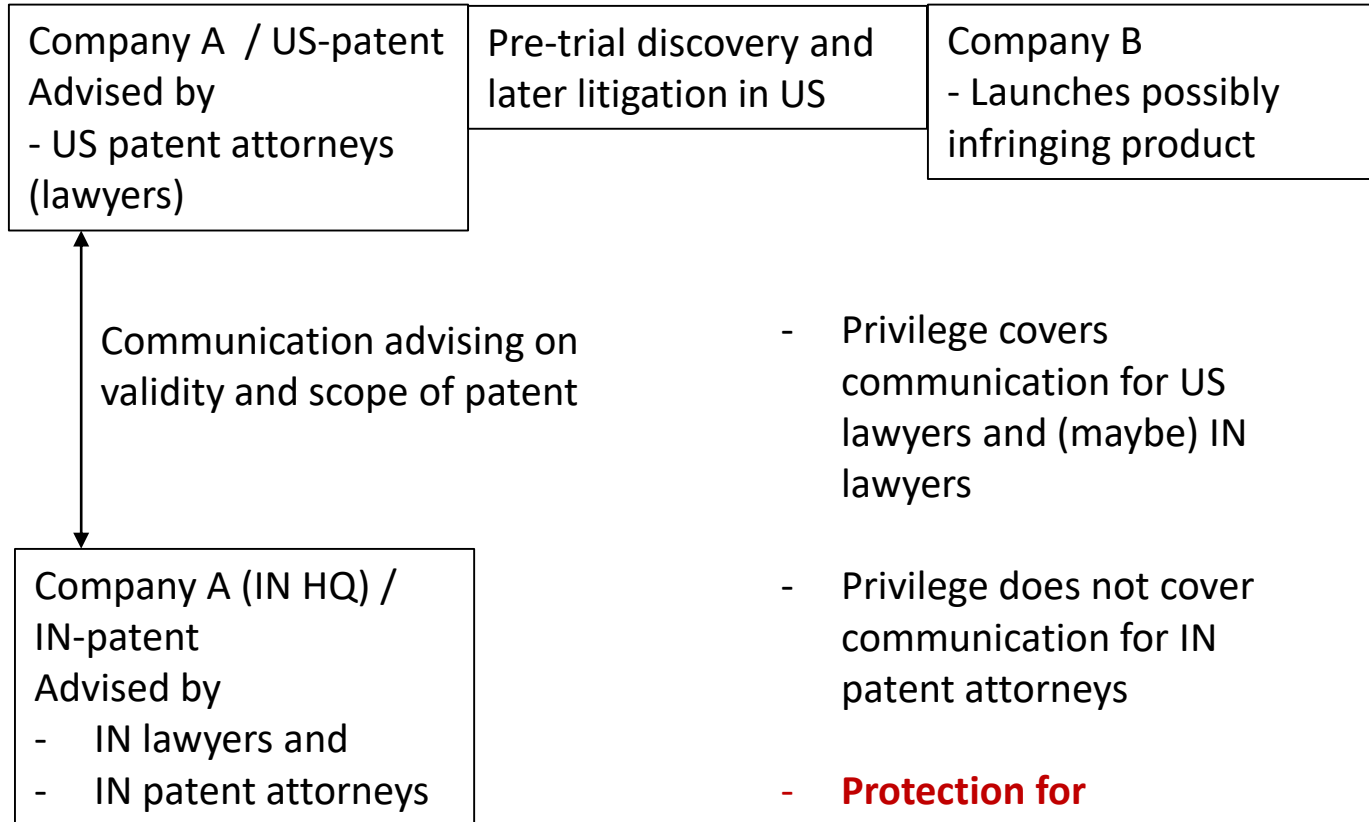 Company A  / US-patent
Advised by
- US patent attorneys
(lawyers)
Pre-trial discovery and
later litigation in US
Company B
- Launches possibly
infringing product
Communication advising on
validity and scope of patent
- Privilege covers
communication for US
lawyers and (maybe) IN
lawyers
- Privilege does not cover
communication for IN
patent attorneys
- Protection for
Company A (IN HQ) /
IN-patent
Advised by
- IN lawyers and
- IN patent attorneys